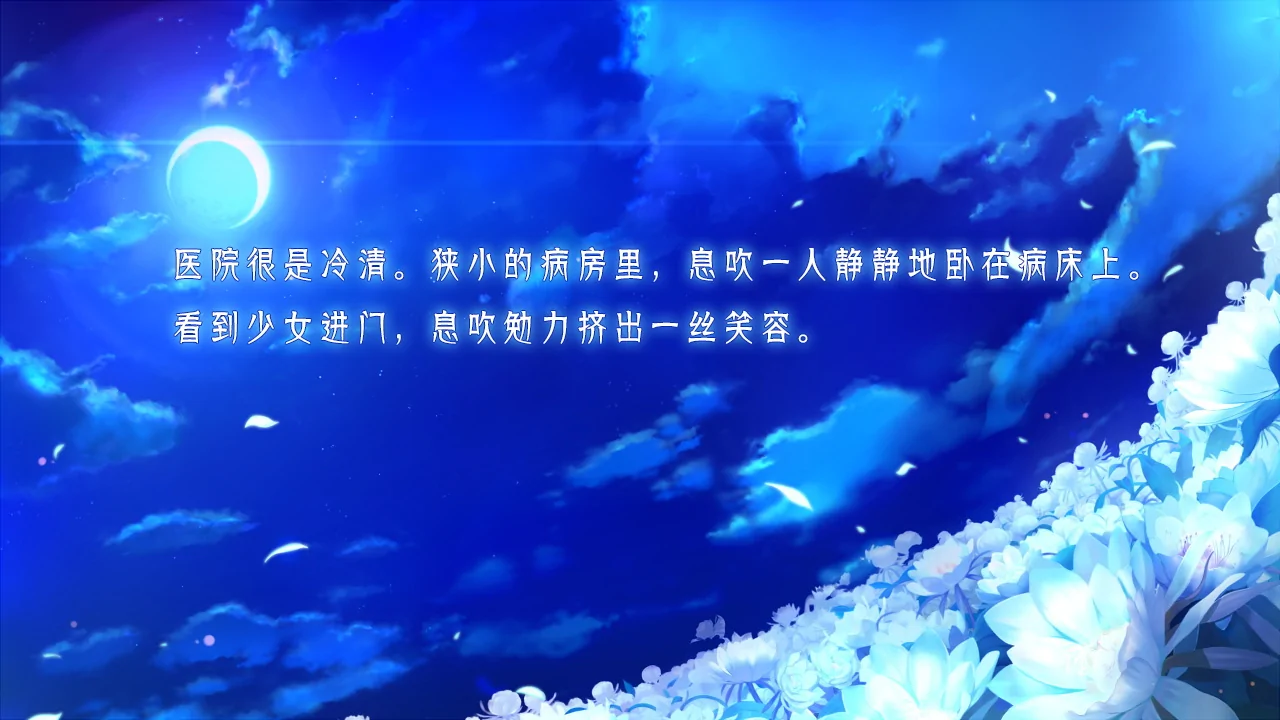 医院很是冷清。狭小的病房里，息吹一人静静地卧在病床上。
看到少女进门，息吹勉力挤出一丝笑容。